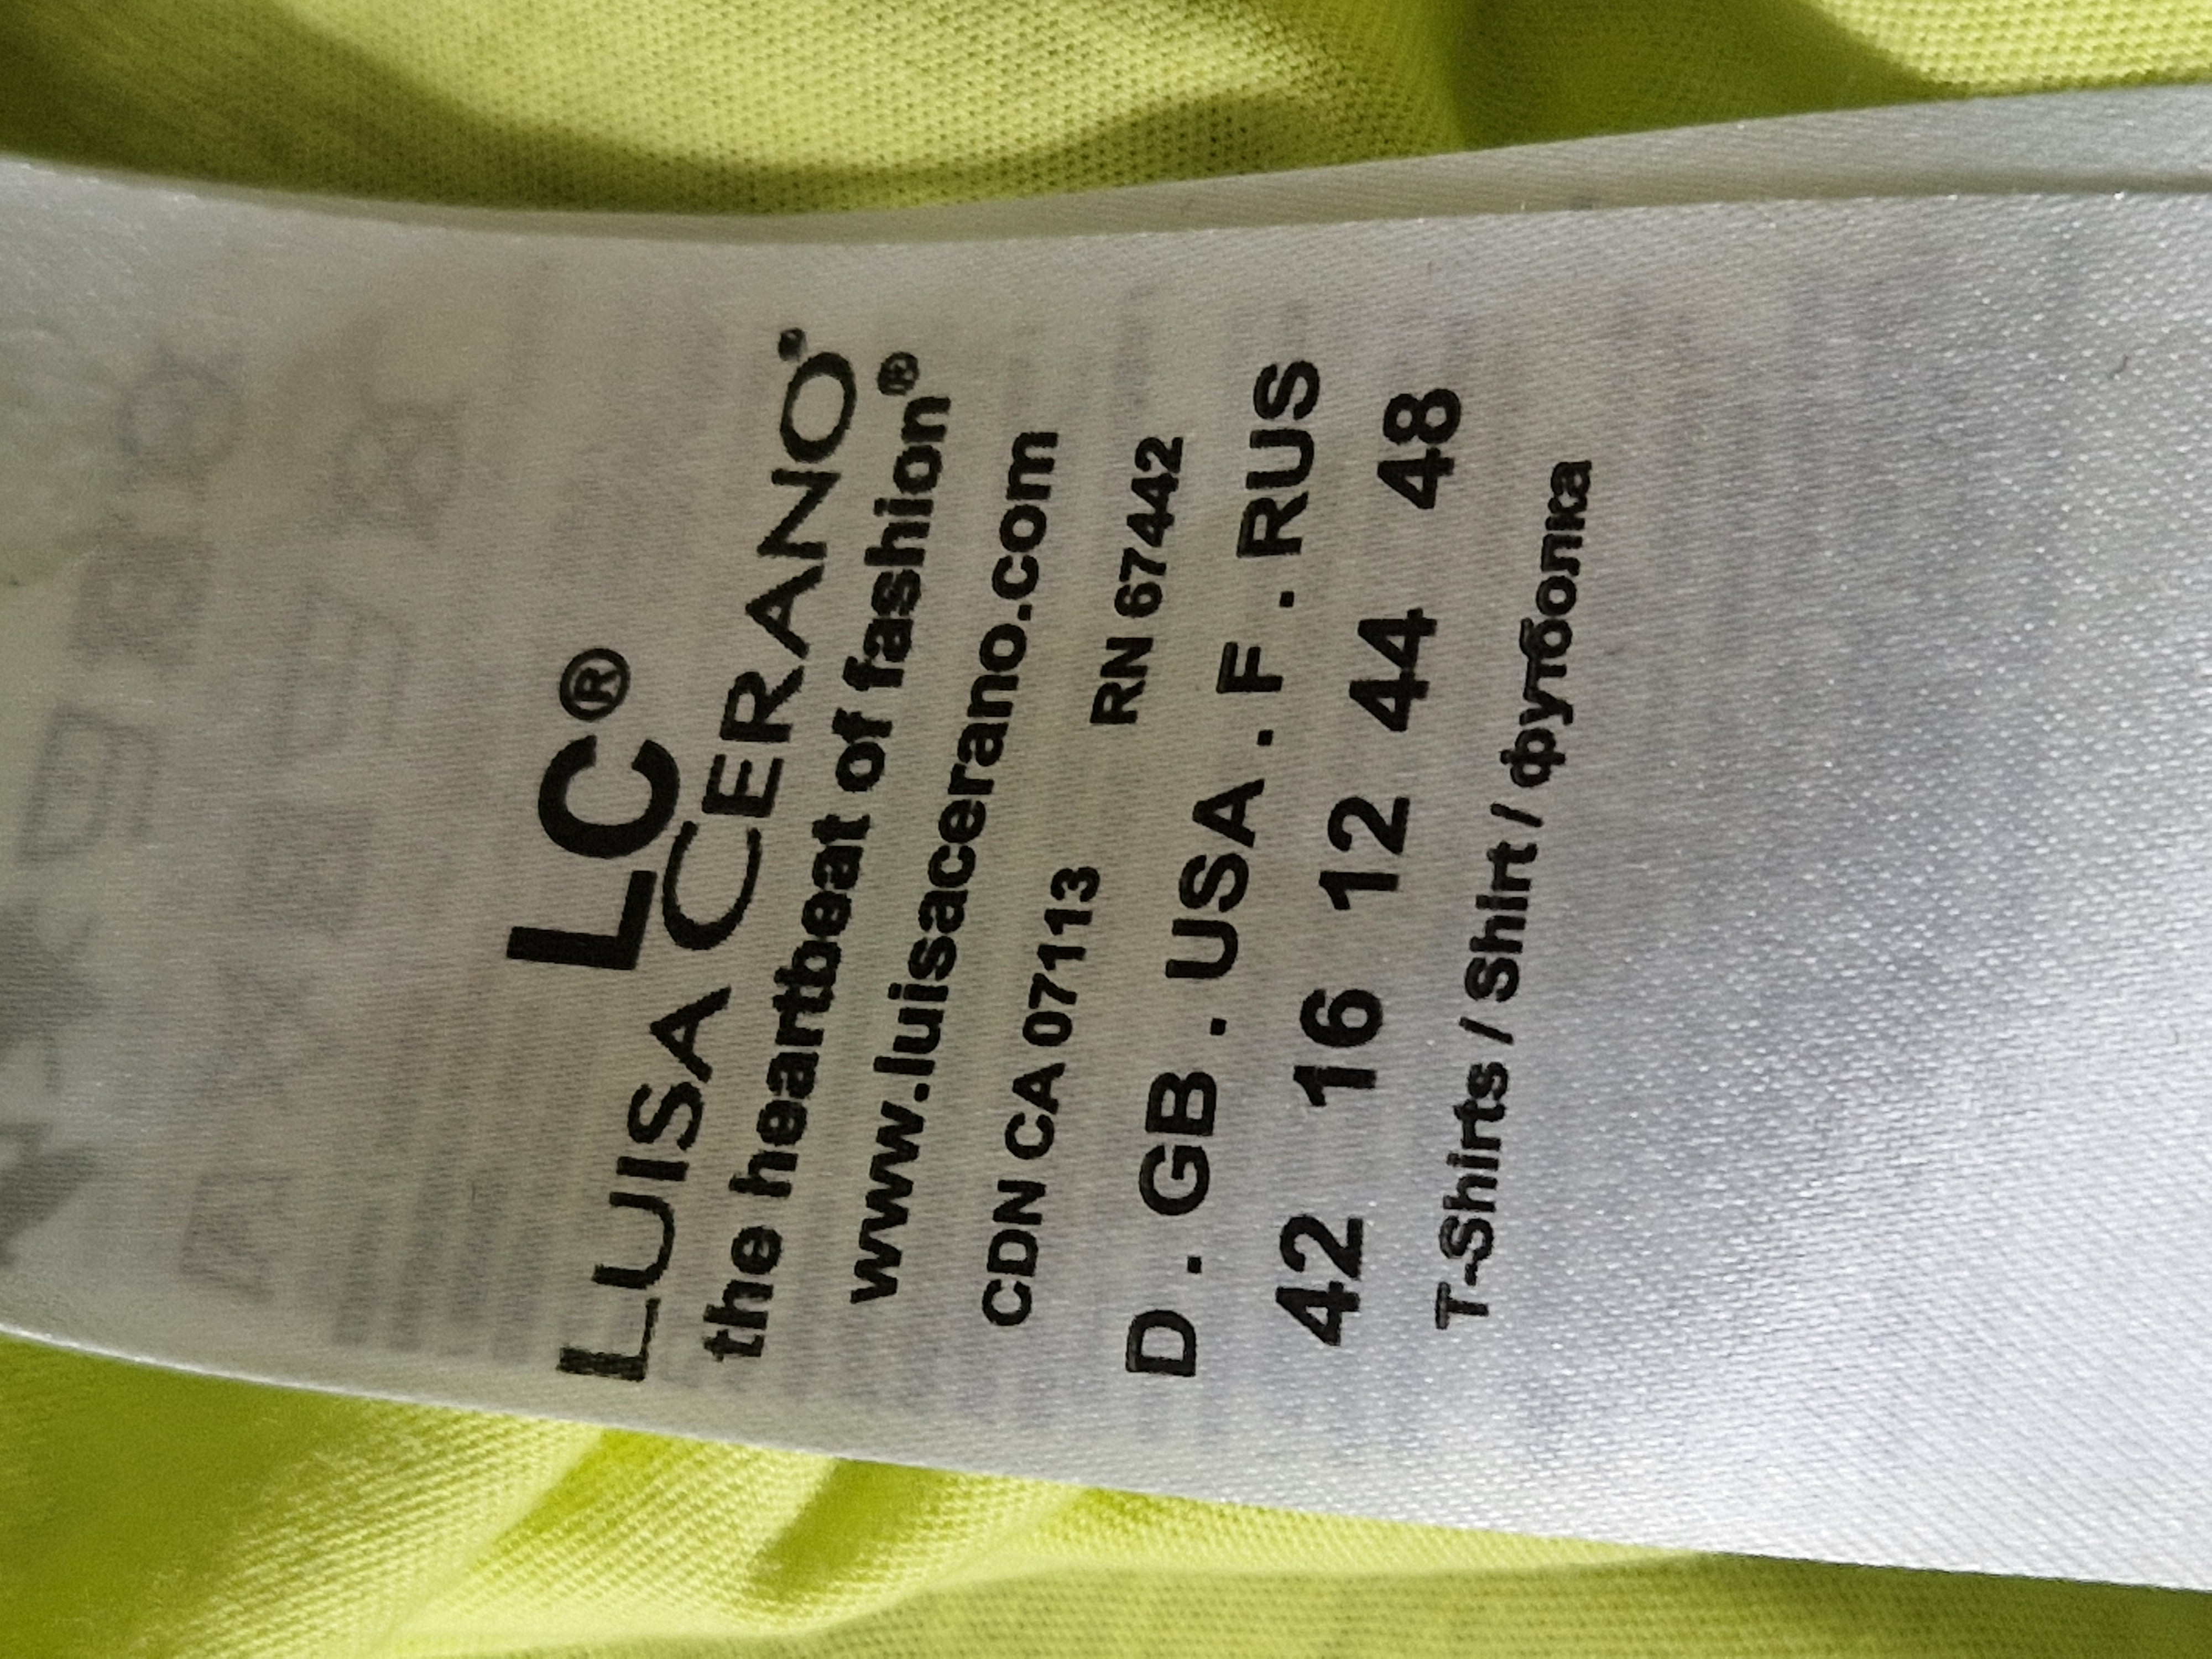 LC®
LUISA CERANO®
the heartbeat of fashion®
www.luisacerano.com
CDN CA 07113 RN 67442
D . GB . USA . F . RUS
42 16 12 44 48
T-Shirts / Shirt / футболка